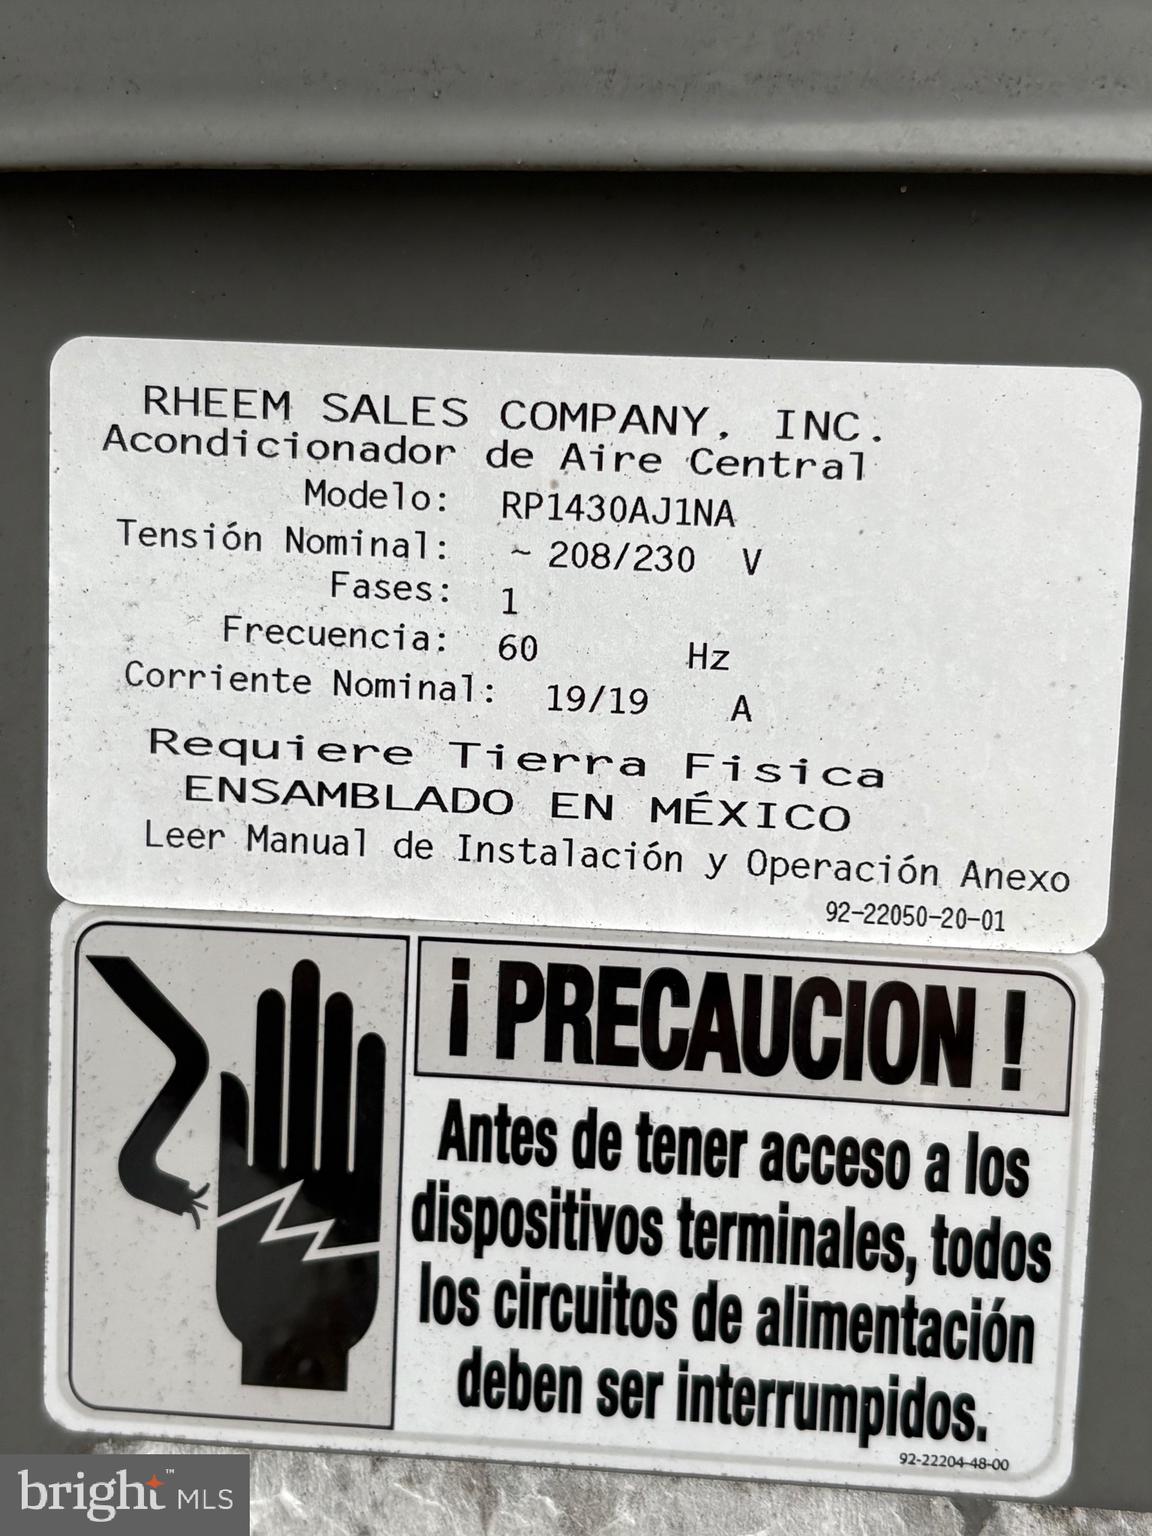 RHEEM SALES COMPANY, INC.
Acondicionador de Aire Central
Modelo: RP1430AJ1NA
Tensión Nominal: ~ 208/230 V
Fases: 1
Frecuencia: 60 Hz
Corriente Nominal: 19/19 A
Requiere Tierra Fisica
ENSAMBLADO EN MÉXICO
Leer Manual de Instalación y Operación Anexo
92-22050-20-01
¡ PRECAUCION !
Antes de tener acceso a los
dispositivos terminales, todos
los circuitos de alimentación
deben ser interrumpidos.
92-22204-48-00
bright™ MLS